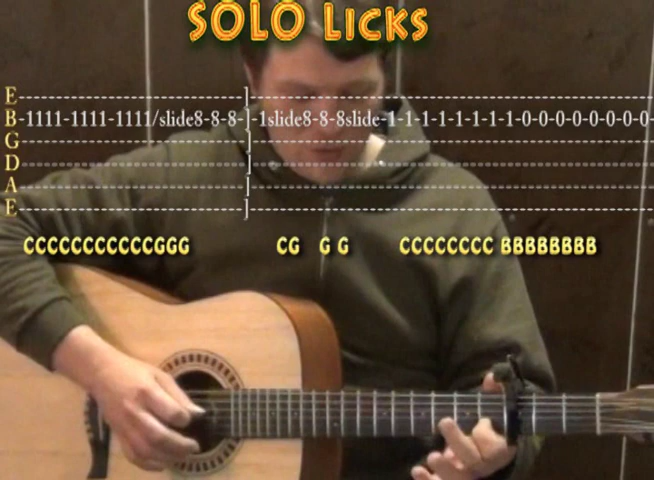 SOLO LICKS
E------------------------------]--------------------------------------------------
B-1111-1111-1111/slide8-8-8-]-1slide8-8-8slide-1-1-1-1-1-1-1-1-0-0-0-0-0-0-0-0-
G------------------------------]--------------------------------------------------
D------------------------------]--------------------------------------------------
A------------------------------]--------------------------------------------------
E------------------------------]--------------------------------------------------
CCCCCCCCCCCCGGG CG G G CCCCCCCC BBBBBBBB